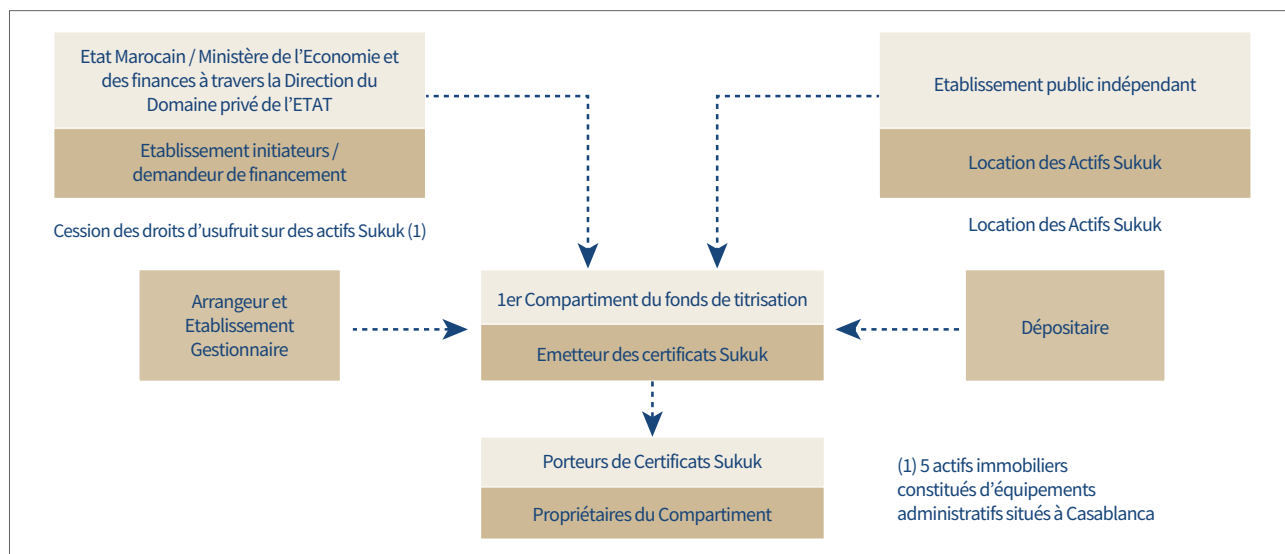 Etat Marocain / Ministère de l’Economie et
des finances à travers la Direction du
Domaine privé de l’ETAT
Etablissement initiateurs /
demandeur de financement
Cession des droits d’usufruit sur des actifs Sukuk (1)
Etablissement public indépendant
Location des Actifs Sukuk
Location des Actifs Sukuk
Arrangeur et
Etablissement
Gestionnaire
1er Compartiment du fonds de titrisation
Emetteur des certificats Sukuk
Dépositaire
Porteurs de Certificats Sukuk
Propriétaires du Compartiment
(1) 5 actifs immobiliers
constitués d’équipements
administratifs situés à Casablanca